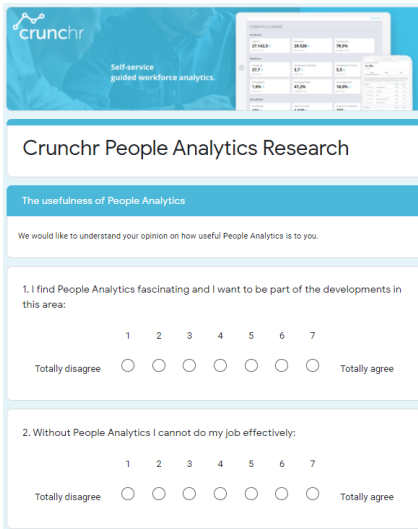 crunchr
Self-service
guided workforce analytics.
Crunchr People Analytics Research
The usefulness of People Analytics
We would like to understand your opinion on how useful People Analytics is to you.
1. I find People Analytics fascinating and I want to be part of the developments in
this area:
1 2 3 4 5 6 7
Totally disagree Totally agree
2. Without People Analytics I cannot do my job effectively:
1 2 3 4 5 6 7
Totally disagree Totally agree